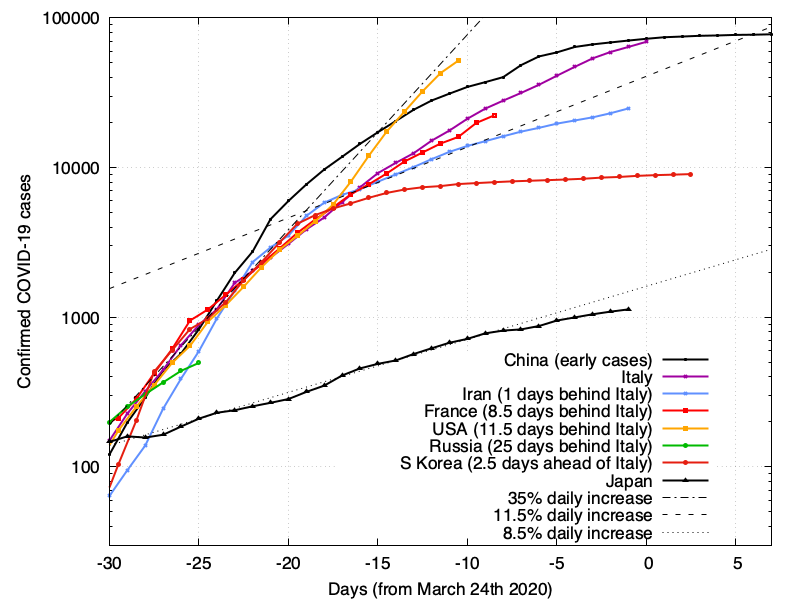 100000
10000
1000
100
Confirmed COVID-19 cases
China (early cases)
Italy
Iran (1 days behind Italy)
France (8.5 days behind Italy)
USA (11.5 days behind Italy)
Russia (25 days behind Italy)
S Korea (2.5 days ahead of Italy)
Japan
35% daily increase
11.5% daily increase
8.5% daily increase
-30 -25 -20 -15 -10 -5 0 5
Days (from March 24th 2020)